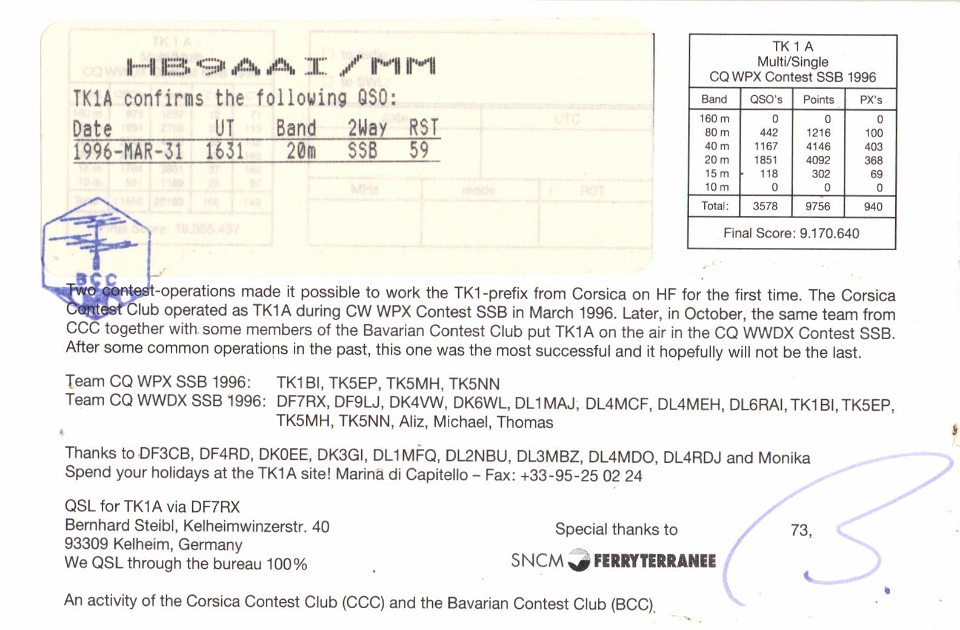 HB9AAI/MM
TK1A confirms the following QSO:
Date UT Band 2Way RST
1996-MAR-31 1631 20m SSB 59
TK 1 A
Multi/Single
CQ WPX Contest SSB 1996
Band QSO's Points PX's
160 m 0 0 0
80 m 442 1216 100
40 m 1167 4146 403
20 m 1851 4092 368
15 m 118 302 69
10 m 0 0 0
Total: 3578 9756 940
Final Score: 9.170.640
BCC
Two contest-operations made it possible to work the TK1-prefix from Corsica on HF for the first time. The Corsica
Contest Club operated as TK1A during CW WPX Contest SSB in March 1996. Later, in October, the same team from
CCC together with some members of the Bavarian Contest Club put TK1A on the air in the CQ WWDX Contest SSB.
After some common operations in the past, this one was the most successful and it hopefully will not be the last.
Team CQ WPX SSB 1996: TK1BI, TK5EP, TK5MH, TK5NN
Team CQ WWDX SSB 1996: DF7RX, DF9LJ, DK4VW, DK6WL, DL1MAJ, DL4MCF, DL4MEH, DL6RAI, TK1BI, TK5EP,
TK5MH, TK5NN, Aliz, Michael, Thomas
Thanks to DF3CB, DF4RD, DK0EE, DK3GI, DL1MFQ, DL2NBU, DL3MBZ, DL4MDO, DL4RDJ and Monika
Spend your holidays at the TK1A site! Marina di Capitello – Fax: +33-95-25 02 24
QSL for TK1A via DF7RX
Bernhard Steibl, Kelheimwinzerstr. 40
93309 Kelheim, Germany
We QSL through the bureau 100%
Special thanks to 73,
SNCM FERRYTERRANEE
An activity of the Corsica Contest Club (CCC) and the Bavarian Contest Club (BCC).